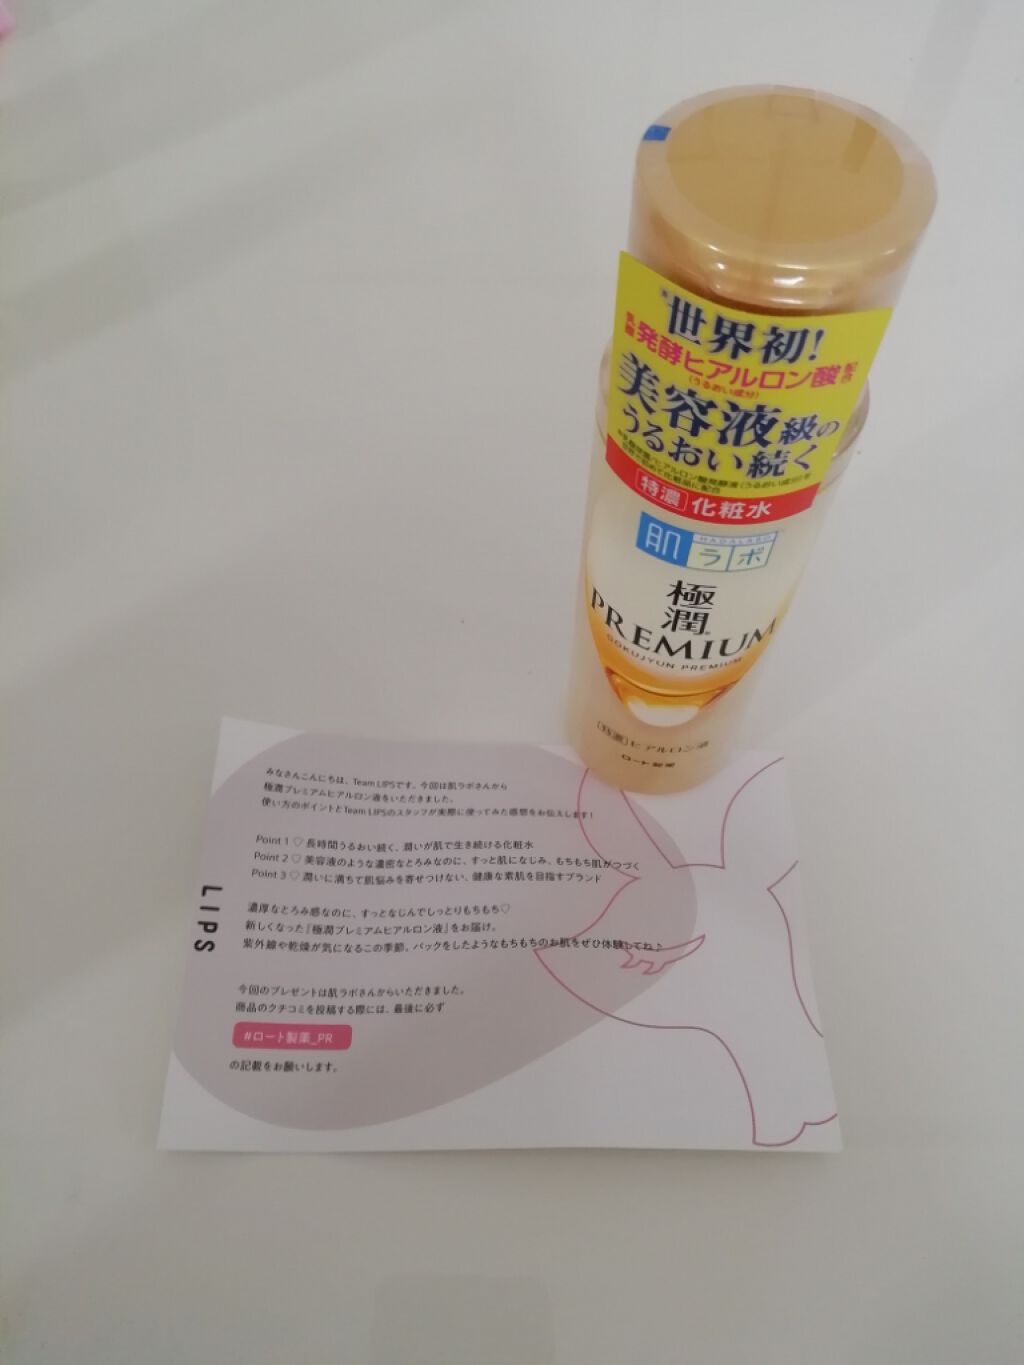 ※世界初!
乳酸発酵ヒアルロン酸配合
(うるおい成分)
美容液級の
うるおい続く
世界で初めて化粧品に配合
特濃 化粧水
肌ラボ
HADALABO
極潤
PREMIUM
GOKUJYUN PREMIUM
特濃 ヒアルロン液
ロート製薬
LIPS
みなさんこんにちは、Team LIPSです。今回は肌ラボさんから
極潤プレミアムヒアルロン液をいただきました。
使い方のポイントとTeam LIPSのスタッフが実際に使ってみた感想をお伝えします!
Point 1 ♡ 長時間うるおい続く、潤いが肌で生き続ける化粧水
Point 2 ♡ 美容液のような濃密なとろみなのに、すっと肌になじみ、もちもち肌がつづく
Point 3 ♡ 潤いに満ちて肌悩みを寄せつけない、健康な素肌を目指すブランド
濃厚なとろみ感なのに、すっとなじんでしっとりもちもち♡
新しくなった「極潤プレミアムヒアルロン液」をお届け。
紫外線や乾燥が気になるこの季節、パックをしたようなもちもちのお肌をぜひ体験してね♪
今回のプレゼントは肌ラボさんからいただきました。
商品のクチコミを投稿する際には、最後に必ず
#ロート製薬_PR
の記載をお願いします。